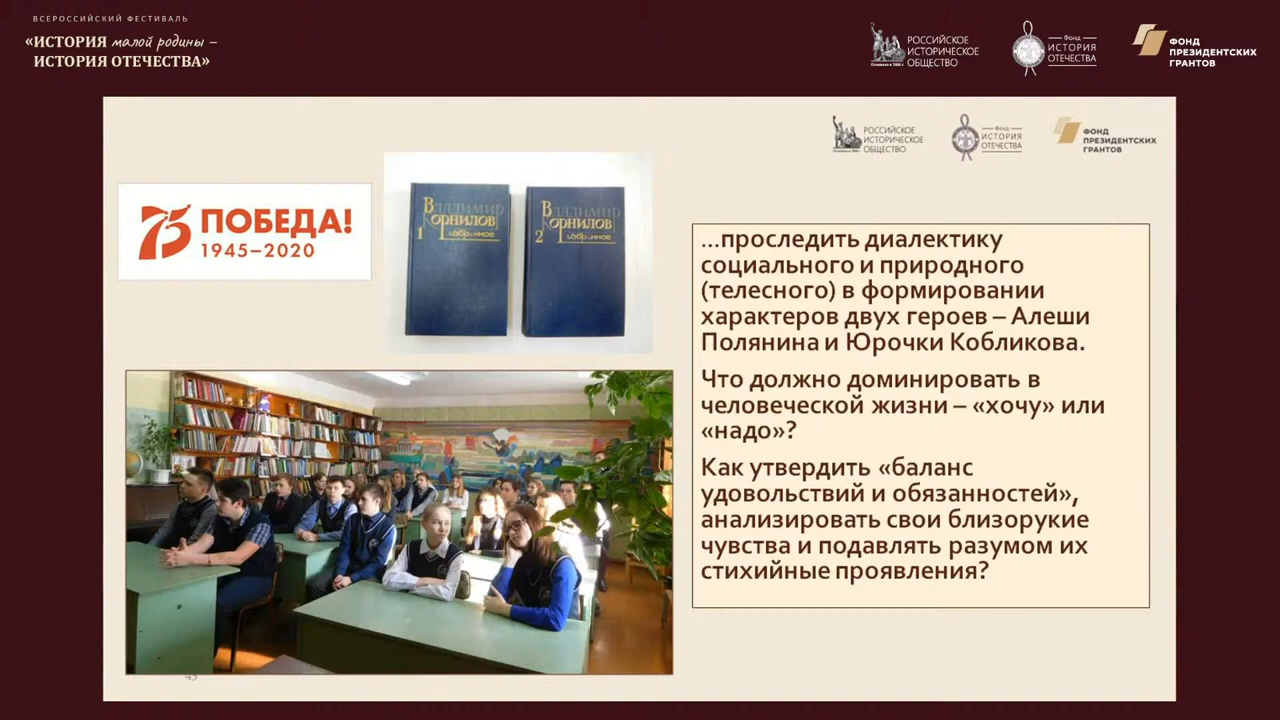 ВСЕРОССИЙСКИЙ ФЕСТИВАЛЬ
«ИСТОРИЯ малой родины –
ИСТОРИЯ ОТЕЧЕСТВА»
РОССИЙСКОЕ
ИСТОРИЧЕСКОЕ
ОБЩЕСТВО
Фонд
ИСТОРИЯ
ОТЕЧЕСТВА
ФОНД
ПРЕЗИДЕНТСКИХ
ГРАНТОВ
РОССИЙСКОЕ
ИСТОРИЧЕСКОЕ
ОБЩЕСТВО
Фонд
ИСТОРИЯ
ОТЕЧЕСТВА
ФОНД
ПРЕЗИДЕНТСКИХ
ГРАНТОВ
75 ПОБЕДА!
1945–2020
Владимир
Корнилов
1 избранное
Владимир
Корнилов
2 избранное
...проследить диалектику
социального и природного
(телесного) в формировании
характеров двух героев – Алеши
Полянина и Юрочки Кобликова.
Что должно доминировать в
человеческой жизни – «хочу» или
«надо»?
Как утвердить «баланс
удовольствий и обязанностей»,
анализировать свои близорукие
чувства и подавлять разумом их
стихийные проявления?